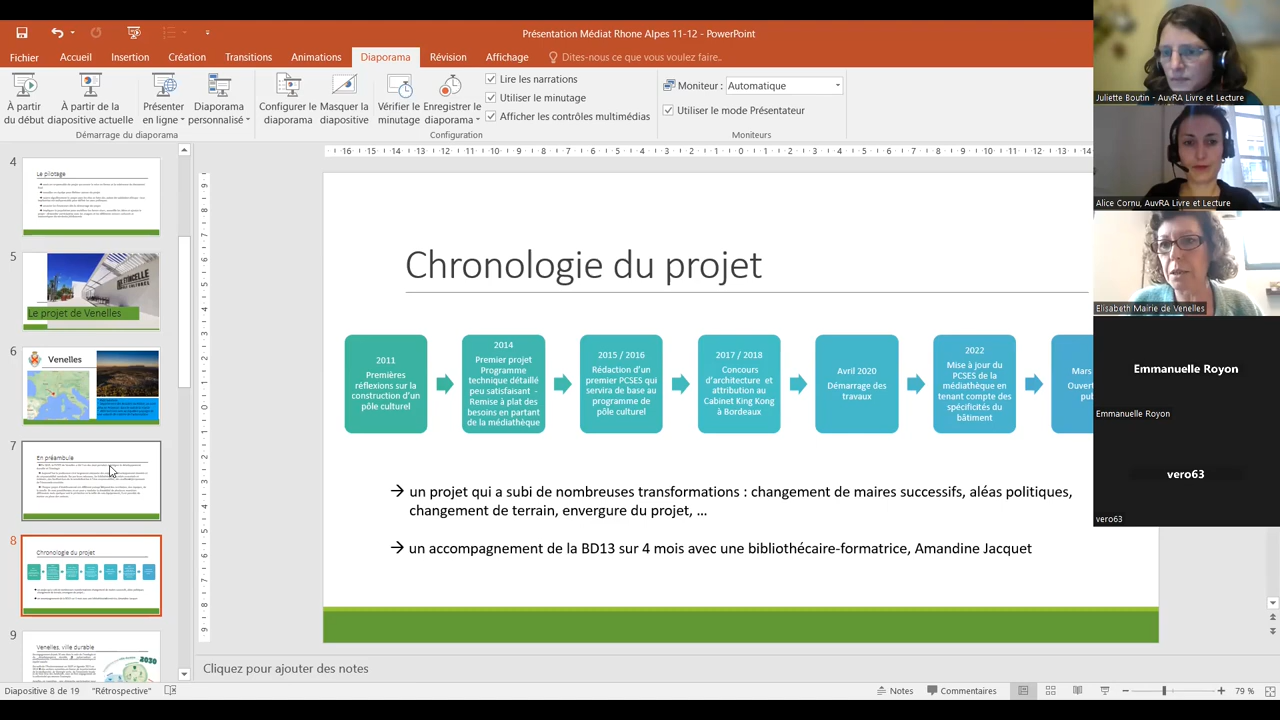 Présentation Médiat Rhone Alpes 11-12 - PowerPoint
Fichier
Accueil
Insertion
Création
Transitions
Animations
Diaporama
Révision
Affichage
Dites-nous ce que vous voulez faire.
À partir
du début
À partir de la
diapositive actuelle
Présenter
en ligne
Diaporama
personnalisé
Démarrage du diaporama
Configurer le
diaporama
Masquer la
diapositive
Vérifier le
minutage
Enregistrer le
diaporama
Lire les narrations
Utiliser le minutage
Afficher les contrôles multimédias
Configuration
Moniteur :
Automatique
Utiliser le mode Présentateur
Moniteurs
4
Le pilotage
5
Le projet de Venelles
6
Venelles
7
En préambule
8
Chronologie du projet
9
Venelles, ville durable
2030
Chronologie du projet
2011
Premières
réflexions sur la
construction d'un
pôle culturel
2014
Premier projet
Programme
technique détaillé
peu satisfaisant -
Remise à plat des
besoins en partant
de la médiathèque
2015 / 2016
Rédaction d'un
premier PCSES qui
servira de base au
programme de
pôle culturel
2017 / 2018
Concours
d'architecture et
attribution au
Cabinet King Kong
à Bordeaux
Avril 2020
Démarrage des
travaux
2022
Mise à jour du
PCSES de la
médiathèque en
tenant compte des
spécificités du
bâtiment
Mars
Ouver
pub
→ un projet qui a subi de nombreuses transformations : changement de maires successifs, aléas politiques,
changement de terrain, envergure du projet, ...
→ un accompagnement de la BD13 sur 4 mois avec une bibliothécaire-formatrice, Amandine Jacquet
Cliquez pour ajouter des notes
Diapositive 8 de 19
"Rétrospective"
Notes
Commentaires
79 %
Juliette Boutin - AuvRA Livre et Lecture
Alice Cornu, AuvRA Livre et Lecture
Elisabeth Mairie de Venelles
Emmanuelle Royon
Emmanuelle Royon
vero63
vero63